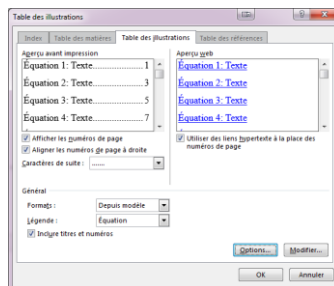 Table des illustrations
Index
Table des matières
Table des illustrations
Table des références
Aperçu avant impression
Équation 1: Texte...................... 1
Équation 2: Texte...................... 3
Équation 3: Texte...................... 5
Équation 4: Texte...................... 7
Aperçu web
Équation 1: Texte
Équation 2: Texte
Équation 3: Texte
Équation 4: Texte
Afficher les numéros de page
Aligner les numéros de page à droite
Caractères de suite : .......
Utiliser des liens hypertexte à la place des
numéros de page
Général
Formats : Depuis modèle
Légende : Équation
Inclure titres et numéros
Options...
Modifier...
OK
Annuler